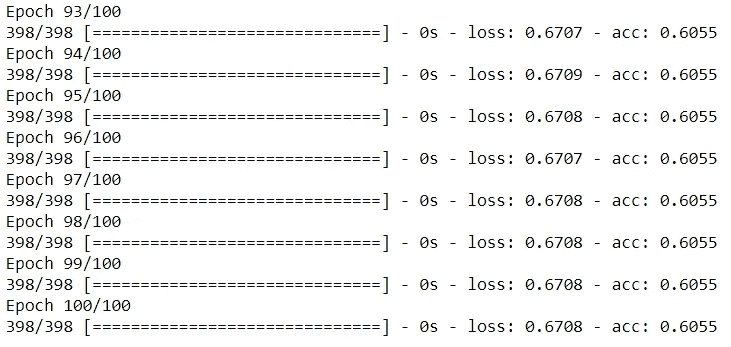 Epoch 93/100
398/398 [==============================] - 0s - loss: 0.6707 - acc: 0.6055
Epoch 94/100
398/398 [==============================] - 0s - loss: 0.6709 - acc: 0.6055
Epoch 95/100
398/398 [==============================] - 0s - loss: 0.6708 - acc: 0.6055
Epoch 96/100
398/398 [==============================] - 0s - loss: 0.6707 - acc: 0.6055
Epoch 97/100
398/398 [==============================] - 0s - loss: 0.6708 - acc: 0.6055
Epoch 98/100
398/398 [==============================] - 0s - loss: 0.6708 - acc: 0.6055
Epoch 99/100
398/398 [==============================] - 0s - loss: 0.6708 - acc: 0.6055
Epoch 100/100
398/398 [==============================] - 0s - loss: 0.6708 - acc: 0.6055